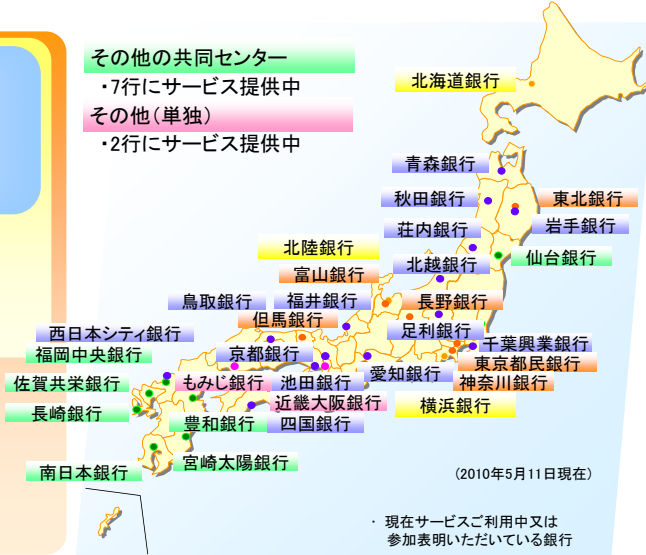 その他の共同センター
・7行にサービス提供中
その他(単独)
・2行にサービス提供中
北海道銀行
青森銀行
秋田銀行
東北銀行
荘内銀行
岩手銀行
北陸銀行
北越銀行
仙台銀行
富山銀行
鳥取銀行
福井銀行
長野銀行
但馬銀行
西日本シティ銀行
足利銀行
千葉興業銀行
福岡中央銀行
京都銀行
東京都民銀行
佐賀共栄銀行
もみじ銀行
池田銀行
愛知銀行
神奈川銀行
長崎銀行
近畿大阪銀行
横浜銀行
豊和銀行
四国銀行
南日本銀行
宮崎太陽銀行
(2010年5月11日現在)
・ 現在サービスご利用中又は
参加表明いただいている銀行